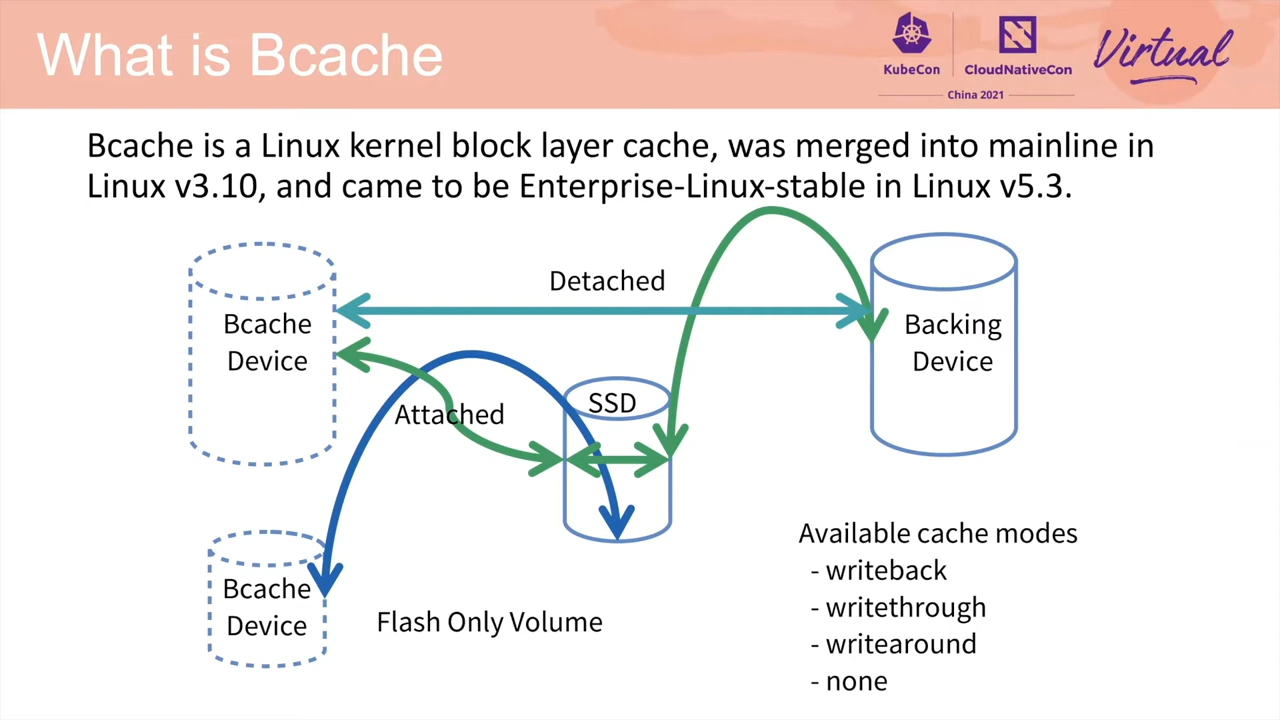 What is Bcache
KubeCon
CloudNativeCon
China 2021
Virtual
Bcache is a Linux kernel block layer cache, was merged into mainline in
Linux v3.10, and came to be Enterprise-Linux-stable in Linux v5.3.
Detached
Bcache
Device
Backing
Device
SSD
Attached
Bcache
Device
Flash Only Volume
Available cache modes
- writeback
- writethrough
- writearound
- none